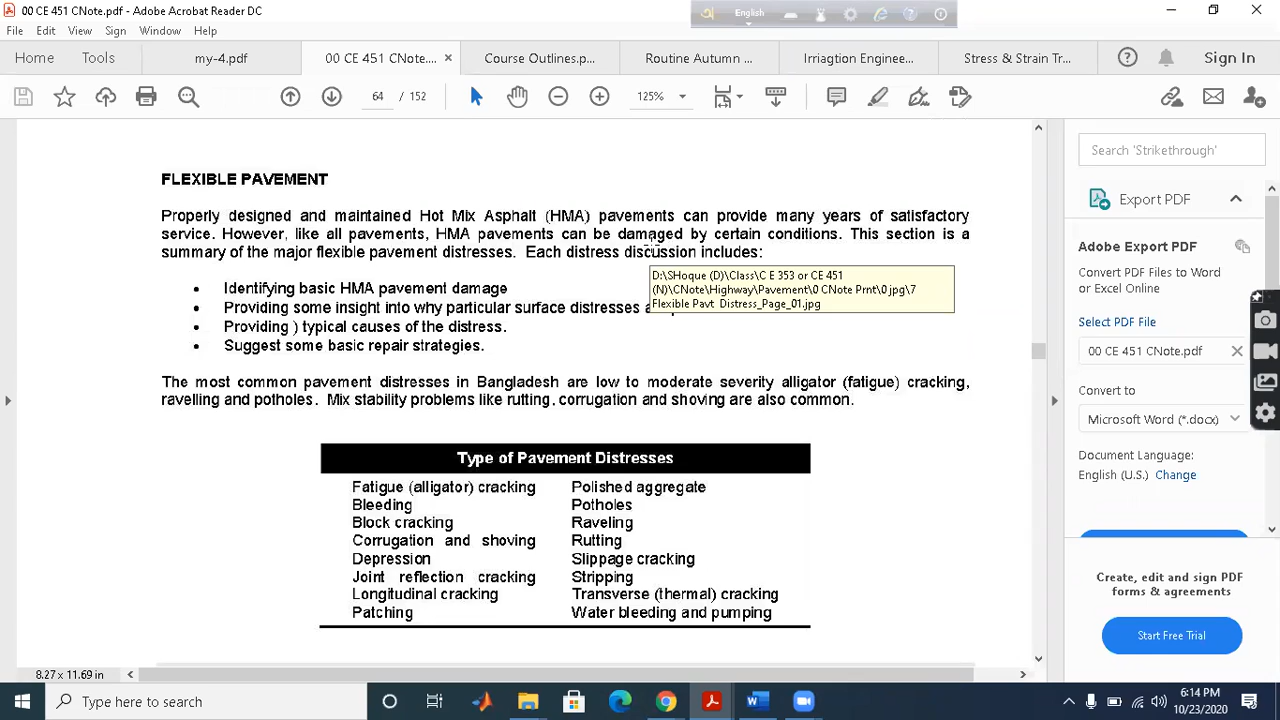 00 CE 451 CNote.pdf - Adobe Acrobat Reader DC
English
File Edit View Sign Window Help
Home Tools my-4.pdf 00 CE 451 CNote.... × Course Outlines.p... Routine Autumn ... Irriagtion Enginee... Stress & Strain Tr... Sign In
64 / 152 125%
Search 'Strikethrough'
Export PDF
Adobe Export PDF
Convert PDF Files to Word
or Excel Online
Select PDF File
00 CE 451 CNote.pdf
Convert to
Microsoft Word (*.docx)
Document Language:
English (U.S.) Change
Create, edit and sign PDF
forms & agreements
Start Free Trial
FLEXIBLE PAVEMENT
Properly designed and maintained Hot Mix Asphalt (HMA) pavements can provide many years of satisfactory
service. However, like all pavements, HMA pavements can be damaged by certain conditions. This section is a
summary of the major flexible pavement distresses. Each distress discussion includes:
D:\SHoque (D)\Class\C E 353 or CE 451
(N)\CNote\Highway\Pavement\0 CNote Prnt\0 jpg\7
Flexible Pavt Distress_Page_01.jpg
• Identifying basic HMA pavement damage
• Providing some insight into why particular surface distresses
• Providing ) typical causes of the distress.
• Suggest some basic repair strategies.
The most common pavement distresses in Bangladesh are low to moderate severity alligator (fatigue) cracking,
ravelling and potholes. Mix stability problems like rutting, corrugation and shoving are also common.
Type of Pavement Distresses
Fatigue (alligator) cracking Polished aggregate
Bleeding Potholes
Block cracking Raveling
Corrugation and shoving Rutting
Depression Slippage cracking
Joint reflection cracking Stripping
Longitudinal cracking Transverse (thermal) cracking
Patching Water bleeding and pumping
8.27 x 11.69 in
Type here to search
6:14 PM
10/23/2020